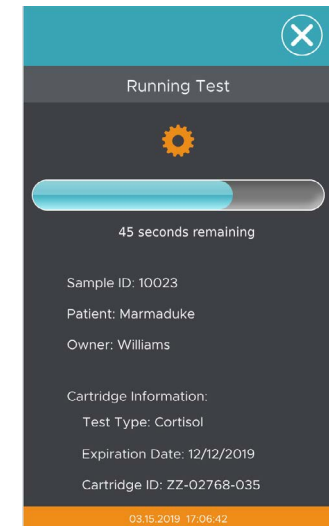 Running Test
45 seconds remaining
Sample ID: 10023
Patient: Marmaduke
Owner: Williams
Cartridge Information:
Test Type: Cortisol
Expiration Date: 12/12/2019
Cartridge ID: ZZ-02768-035
03.15.2019 17:06:42